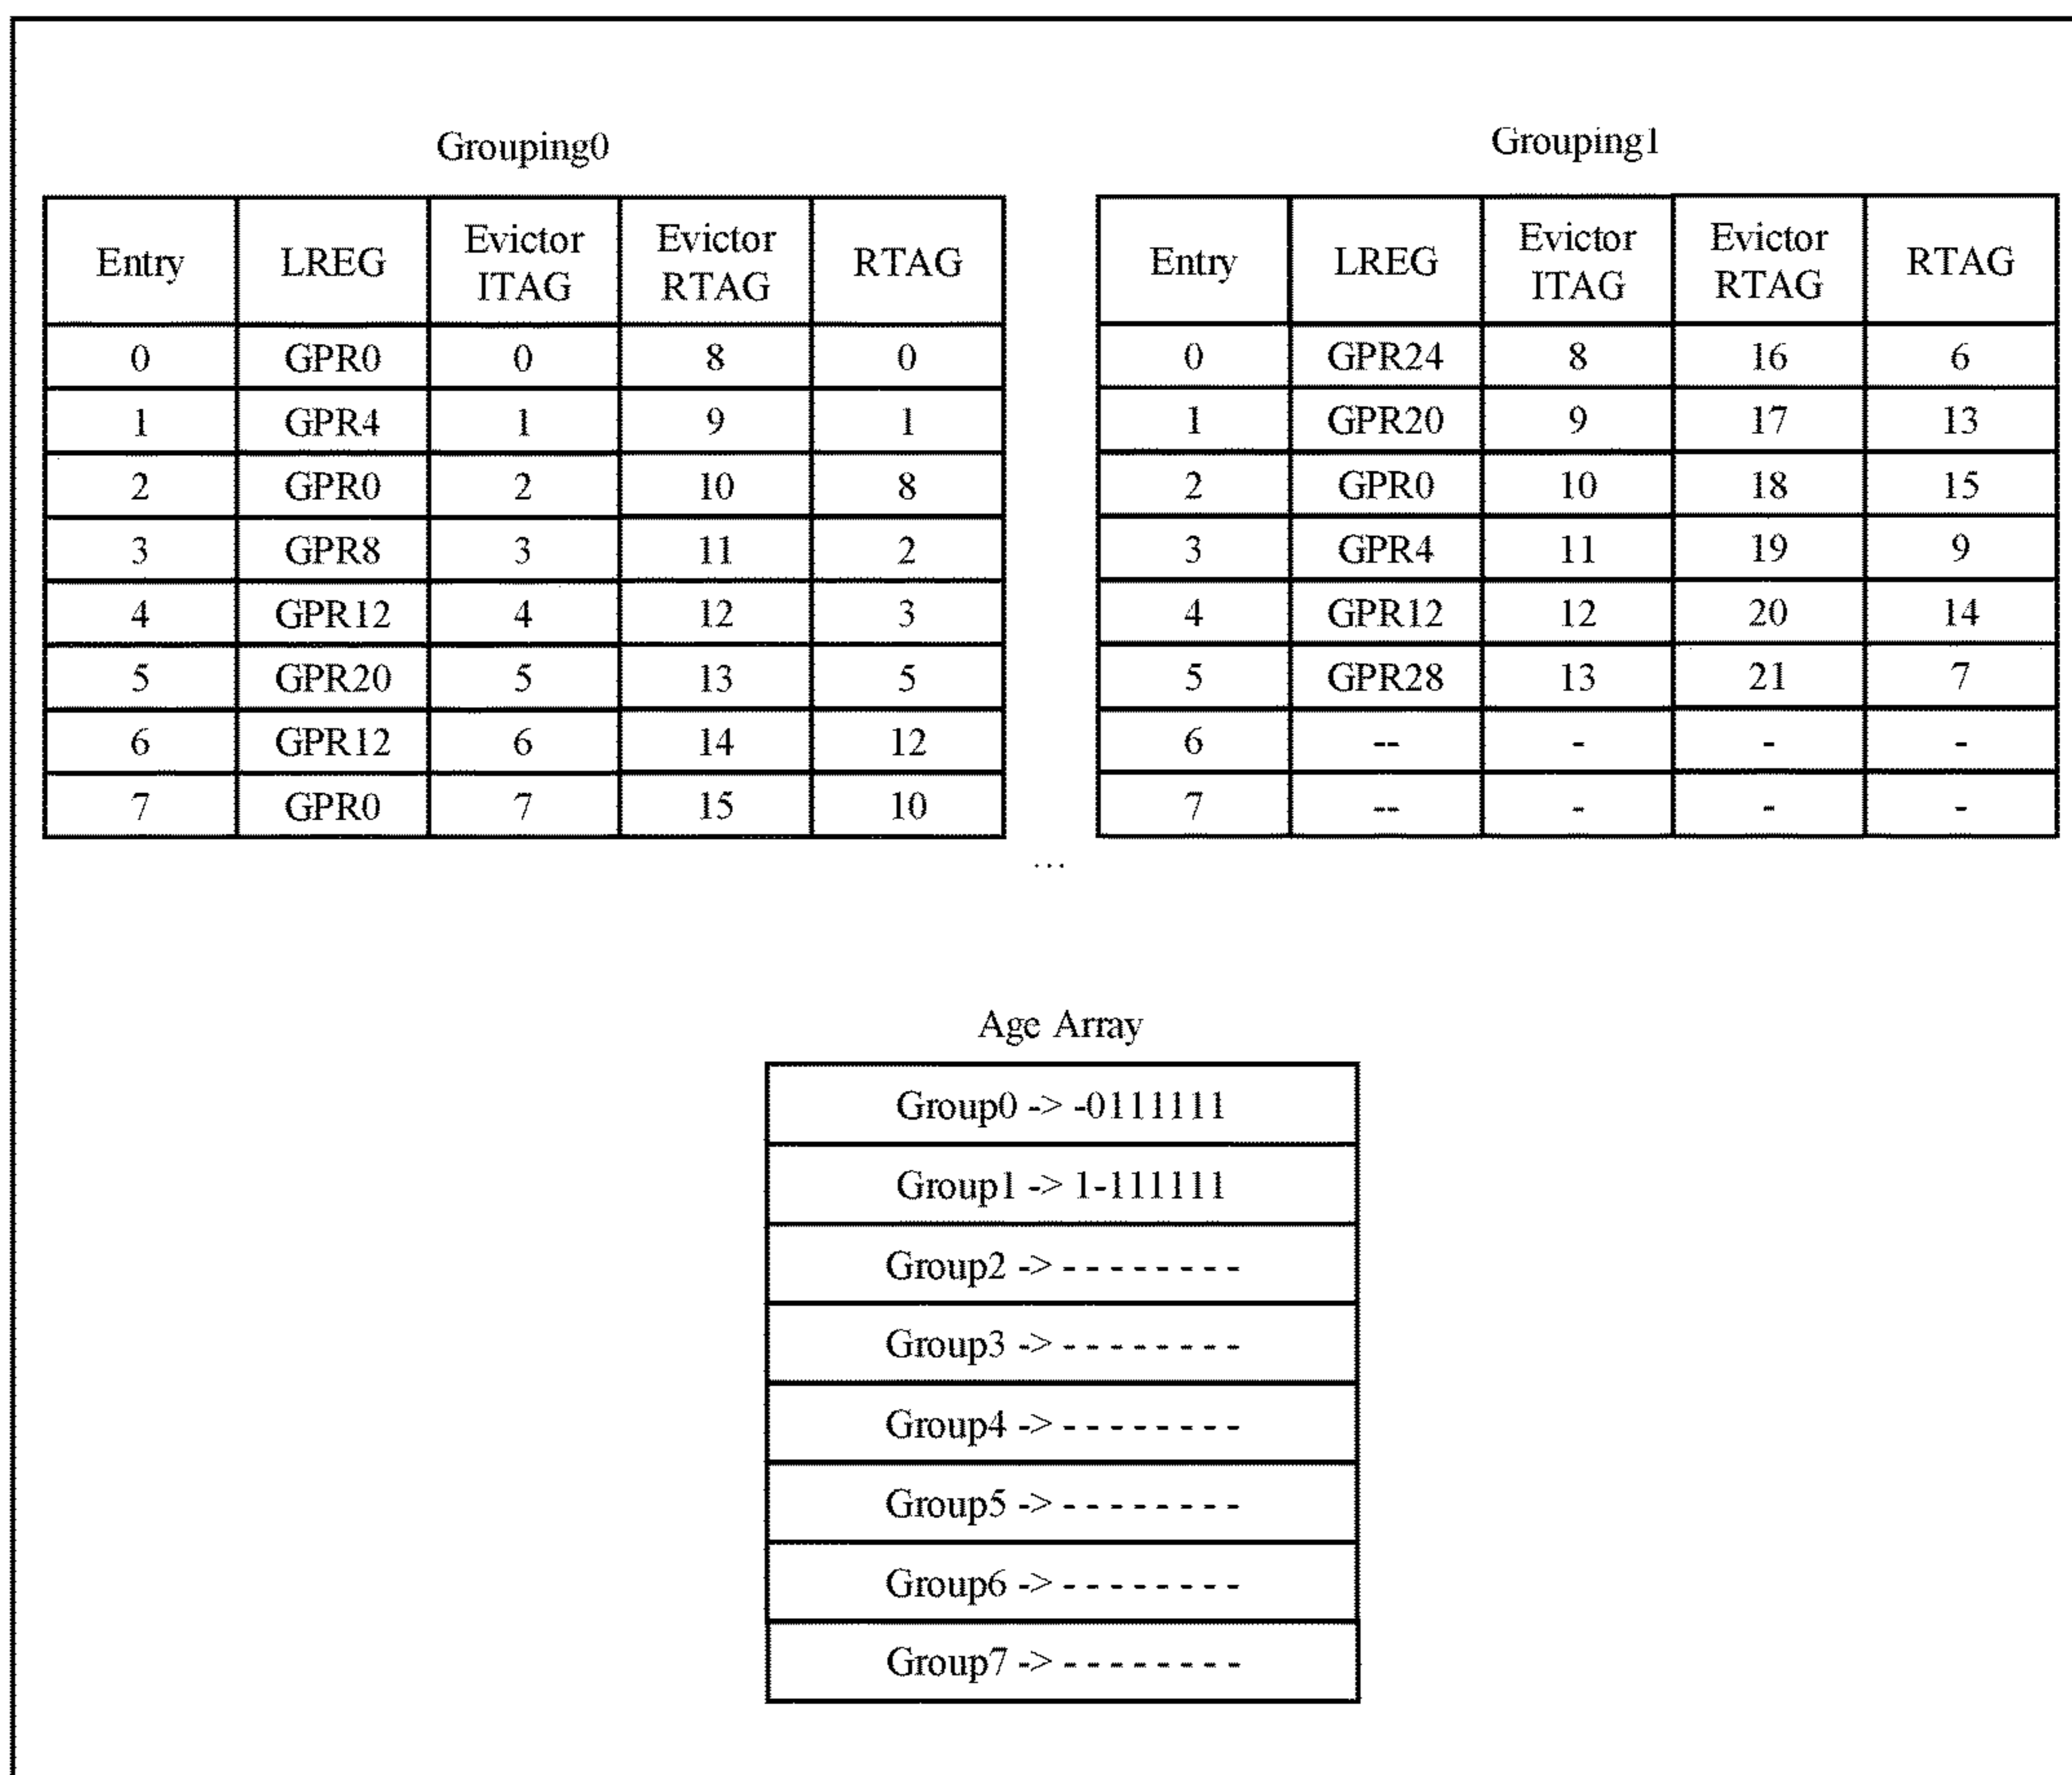 Grouping0
Entry LREG Evictor ITAG Evictor RTAG RTAG
0 GPR0 0 8 0
1 GPR4 1 9 1
2 GPR0 2 10 8
3 GPR8 3 11 2
4 GPR12 4 12 3
5 GPR20 5 13 5
6 GPR12 6 14 12
7 GPR0 7 15 10
Grouping1
Entry LREG Evictor ITAG Evictor RTAG RTAG
0 GPR24 8 16 6
1 GPR20 9 17 13
2 GPR0 10 18 15
3 GPR4 11 19 9
4 GPR12 12 20 14
5 GPR28 13 21 7
6 -- - - -
7 -- - - -
...
Age Array
Group0 -> -0111111
Group1 -> 1-111111
Group2 -> - - - - - - - -
Group3 -> - - - - - - - -
Group4 -> - - - - - - - -
Group5 -> - - - - - - - -
Group6 -> - - - - - - - -
Group7 -> - - - - - - - -